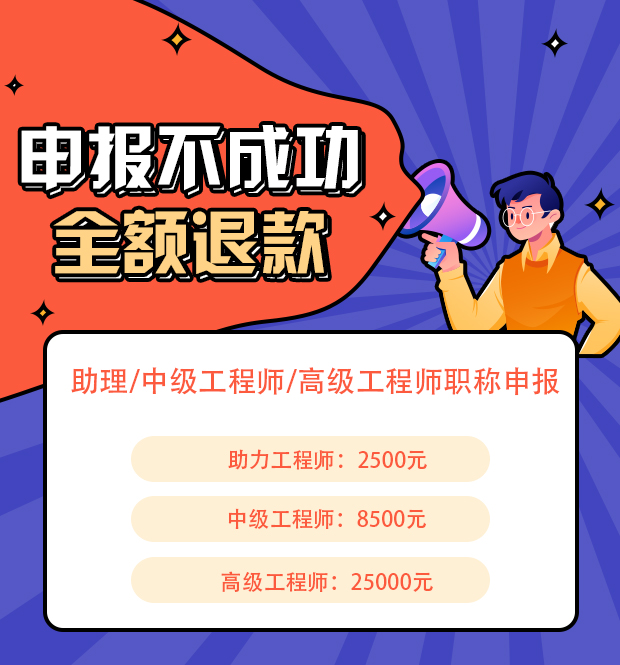 申报不成功
全额退款
助理/中级工程师/高级工程师职称申报
助力工程师：2500元
中级工程师：8500元
高级工程师：25000元